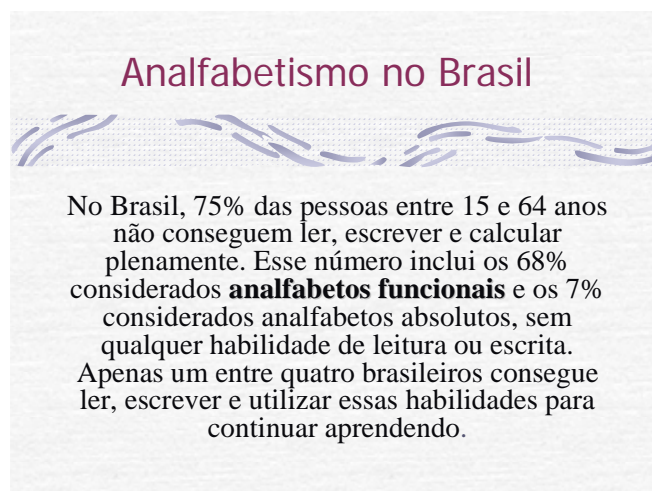 Analfabetismo no Brasil
No Brasil, 75% das pessoas entre 15 e 64 anos
não conseguem ler, escrever e calcular
plenamente. Esse número inclui os 68%
considerados analfabetos funcionais e os 7%
considerados analfabetos absolutos, sem
qualquer habilidade de leitura ou escrita.
Apenas um entre quatro brasileiros consegue
ler, escrever e utilizar essas habilidades para
continuar aprendendo.